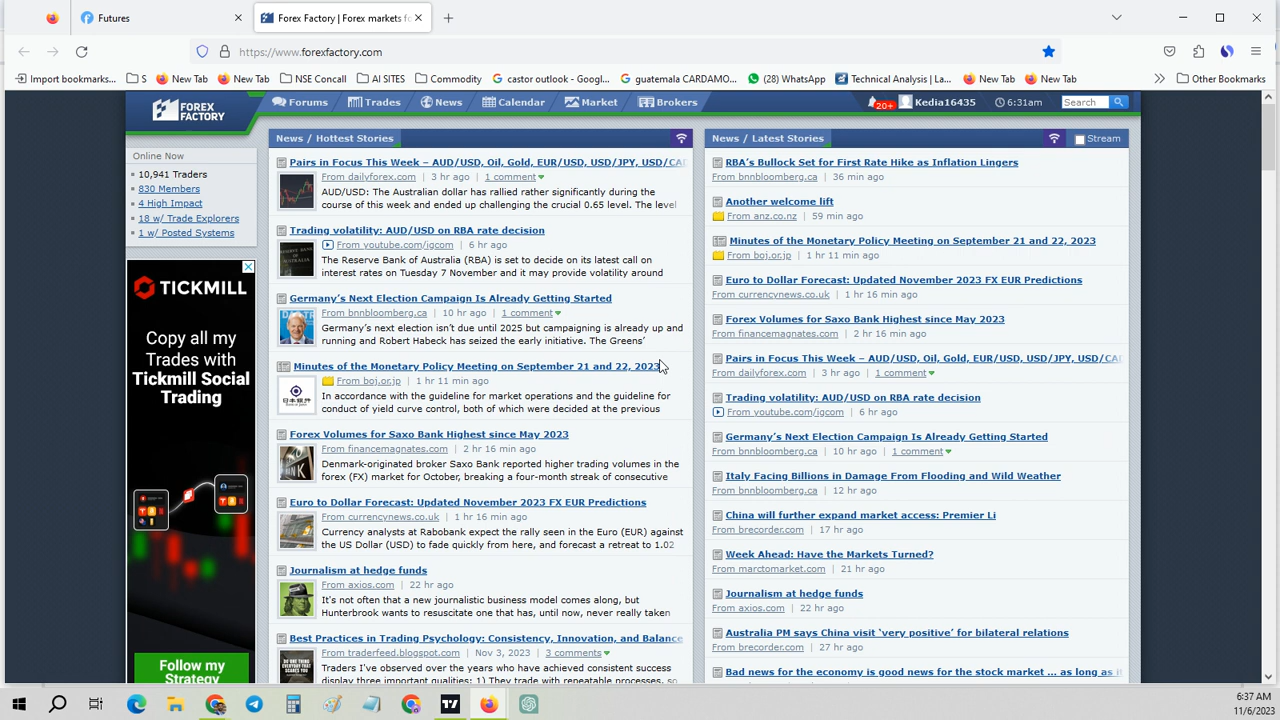 Futures
Forex Factory | Forex markets fo
https://www.forexfactory.com
Import bookmarks...
S
New Tab
New Tab
NSE Concall
AI SITES
Commodity
castor outlook - Googl...
guatemala CARDAMO...
(28) WhatsApp
Technical Analysis | La...
New Tab
New Tab
Other Bookmarks
FOREX
FACTORY
Forums
Trades
News
Calendar
Market
Brokers
20+
Kedia16435
6:31am
Search
Online Now
10,941 Traders
830 Members
4 High Impact
18 w/ Trade Explorers
1 w/ Posted Systems
TICKMILL
Copy all my
Trades with
Tickmill Social
Trading
Follow my
Strategy
News / Hottest Stories
Pairs in Focus This Week – AUD/USD, Oil, Gold, EUR/USD, USD/JPY, USD/CA
From dailyforex.com 3 hr ago 1 comment
AUD/USD: The Australian dollar has rallied rather significantly during the
course of this week and ended up challenging the crucial 0.65 level. The level
Trading volatility: AUD/USD on RBA rate decision
From youtube.com/igcom 6 hr ago
The Reserve Bank of Australia (RBA) is set to decide on its latest call on
interest rates on Tuesday 7 November and it may provide volatility around
Germany's Next Election Campaign Is Already Getting Started
From bnnbloomberg.ca 10 hr ago 1 comment
Germany's next election isn't due until 2025 but campaigning is already up and
running and Robert Habeck has seized the early initiative. The Greens'
Minutes of the Monetary Policy Meeting on September 21 and 22, 2023
From boj.or.jp 1 hr 11 min ago
In accordance with the guideline for market operations and the guideline for
conduct of yield curve control, both of which were decided at the previous
Forex Volumes for Saxo Bank Highest since May 2023
From financemagnates.com 2 hr 16 min ago
Denmark-originated broker Saxo Bank reported higher trading volumes in the
forex (FX) market for October, breaking a four-month streak of consecutive
Euro to Dollar Forecast: Updated November 2023 FX EUR Predictions
From currencynews.co.uk 1 hr 16 min ago
Currency analysts at Rabobank expect the rally seen in the Euro (EUR) against
the US Dollar (USD) to fade quickly from here, and forecast a retreat to 1.02
Journalism at hedge funds
From axios.com 22 hr ago
It's not often that a new journalistic business model comes along, but
Hunterbrook wants to resuscitate one that has, until now, never really taken
Best Practices in Trading Psychology: Consistency, Innovation, and Balance
From traderfeed.blogspot.com Nov 3, 2023 3 comments
Traders I've observed over the years who have achieved consistent success
display three important qualities: 1) They trade with repeatable processes, so
News / Latest Stories
Stream
RBA's Bullock Set for First Rate Hike as Inflation Lingers
From bnnbloomberg.ca 36 min ago
Another welcome lift
From anz.co.nz 59 min ago
Minutes of the Monetary Policy Meeting on September 21 and 22, 2023
From boj.or.jp 1 hr 11 min ago
Euro to Dollar Forecast: Updated November 2023 FX EUR Predictions
From currencynews.co.uk 1 hr 16 min ago
Forex Volumes for Saxo Bank Highest since May 2023
From financemagnates.com 2 hr 16 min ago
Pairs in Focus This Week – AUD/USD, Oil, Gold, EUR/USD, USD/JPY, USD/CA
From dailyforex.com 3 hr ago 1 comment
Trading volatility: AUD/USD on RBA rate decision
From youtube.com/igcom 6 hr ago
Germany's Next Election Campaign Is Already Getting Started
From bnnbloomberg.ca 10 hr ago 1 comment
Italy Facing Billions in Damage From Flooding and Wild Weather
From bnnbloomberg.ca 12 hr ago
China will further expand market access: Premier Li
From brecorder.com 17 hr ago
Week Ahead: Have the Markets Turned?
From marctomarket.com 21 hr ago
Journalism at hedge funds
From axios.com 22 hr ago
Australia PM says China visit 'very positive' for bilateral relations
From brecorder.com 27 hr ago
Bad news for the economy is good news for the stock market ... as long as i
6:37 AM
11/6/2023